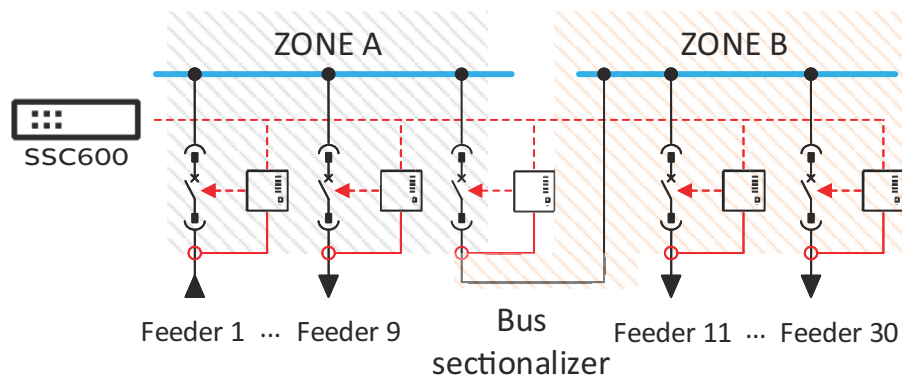 ZONE A
ZONE B
SSC600
Feeder 1 ... Feeder 9
Bus
sectionalizer
Feeder 11 ... Feeder 30